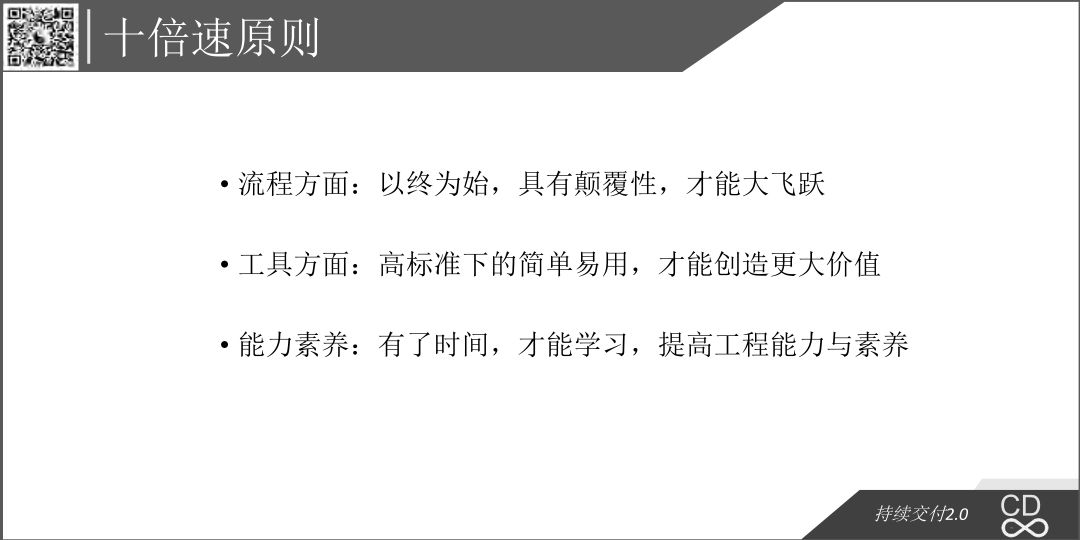 十倍速原则
• 流程方面：以终为始，具有颠覆性，才能大飞跃
• 工具方面：高标准下的简单易用，才能创造更大价值
• 能力素养：有了时间，才能学习，提高工程能力与素养
持续交付2.0
CD